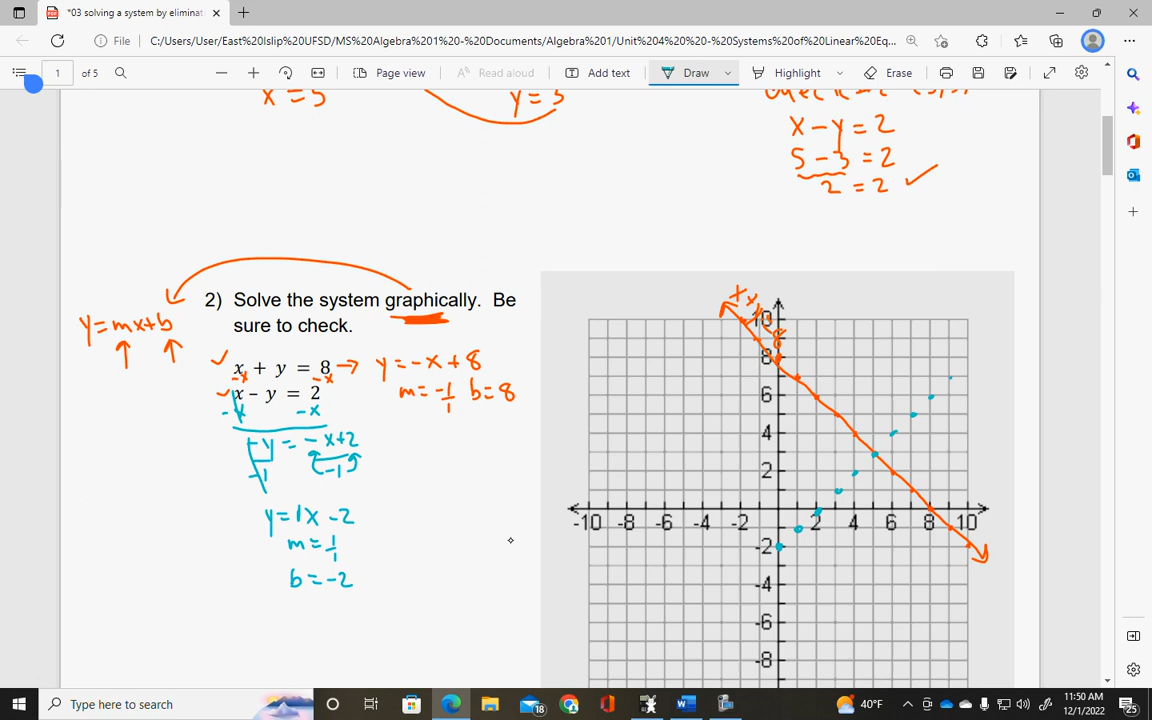 *03 solving a system by eliminat
File
C:/Users/User/East%20Islip%20UFSD/MS%20Algebra%201%20-%20Documents/Algebra%201/Unit%204%20%20-%20Systems%20of%20Linear%20Eq...
1 of 5
Page view
Read aloud
Add text
Draw
Highlight
Erase
x = 5
y = 3
x - y = 2
5 - 3 = 2
2 = 2 ✓
2) Solve the system graphically. Be
sure to check.
y = mx + b
x + y = 8 → y = -x + 8
-x -x
m = -1/1 b = 8
x - y = 2
-x -x
-y = -x + 2
-1 -1
y = 1x - 2
m = 1/1
b = -2
x+y=8
10
8
6
4
2
-10 -8 -6 -4 -2 2 4 6 8 10
-2
-4
-6
-8
Type here to search
18
40°F
11:50 AM
12/1/2022
25